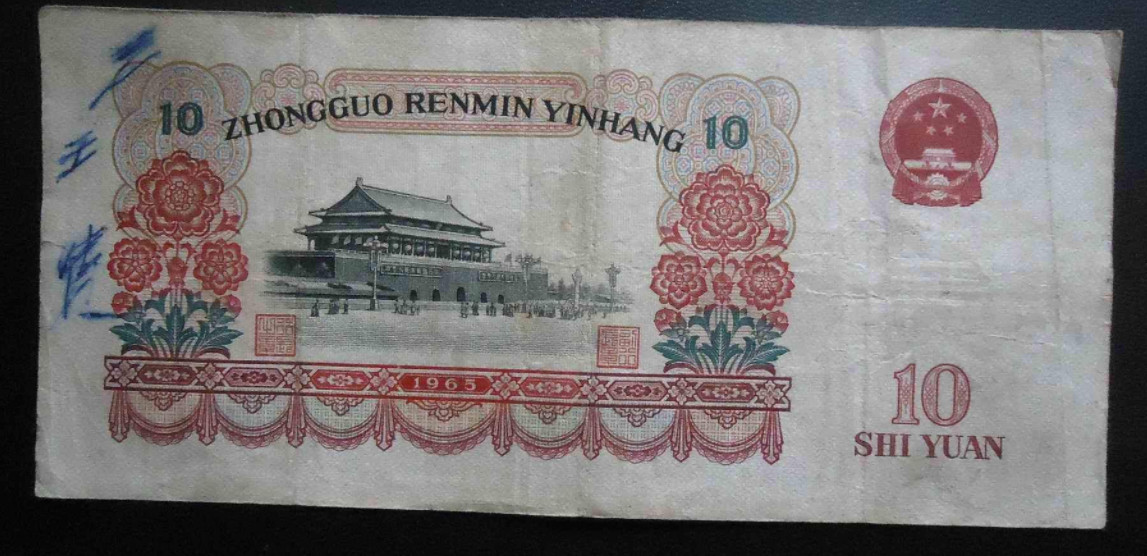 10 ZHONGGUO RENMIN YINHANG 10
1965
10
SHI YUAN